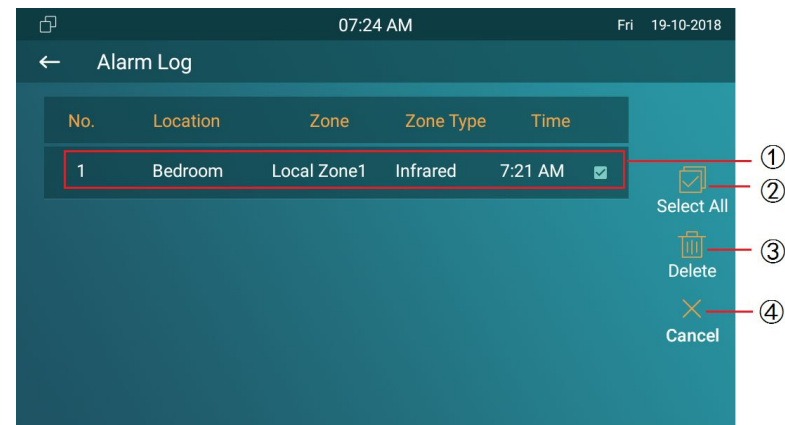 07:24 AM Fri 19-10-2018
Alarm Log
No. Location Zone Zone Type Time
1 Bedroom Local Zone1 Infrared 7:21 AM
①
②
Select All
③
Delete
④
Cancel